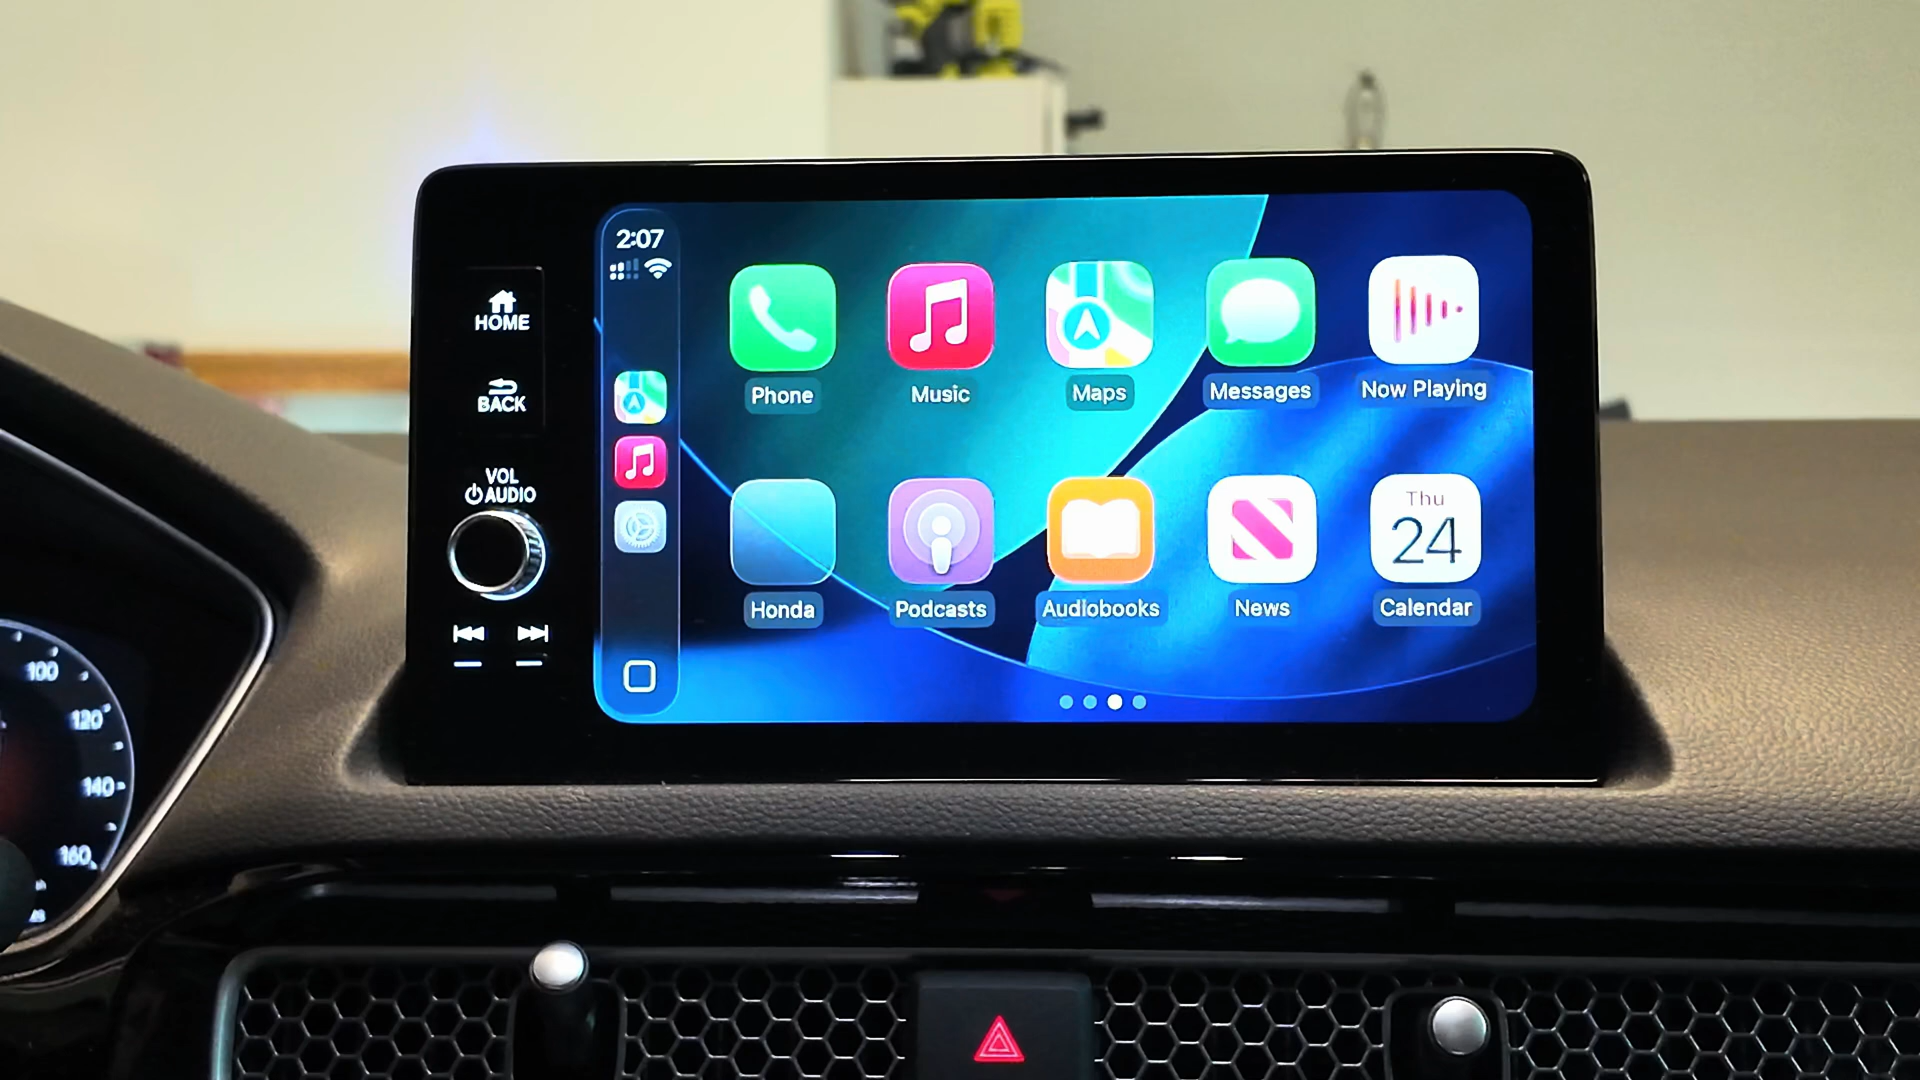 2:07
HOME
BACK
VOL
AUDIO
Phone
Music
Maps
Messages
Now Playing
Thu
24
Honda
Podcasts
Audiobooks
News
Calendar
100
120
140
160